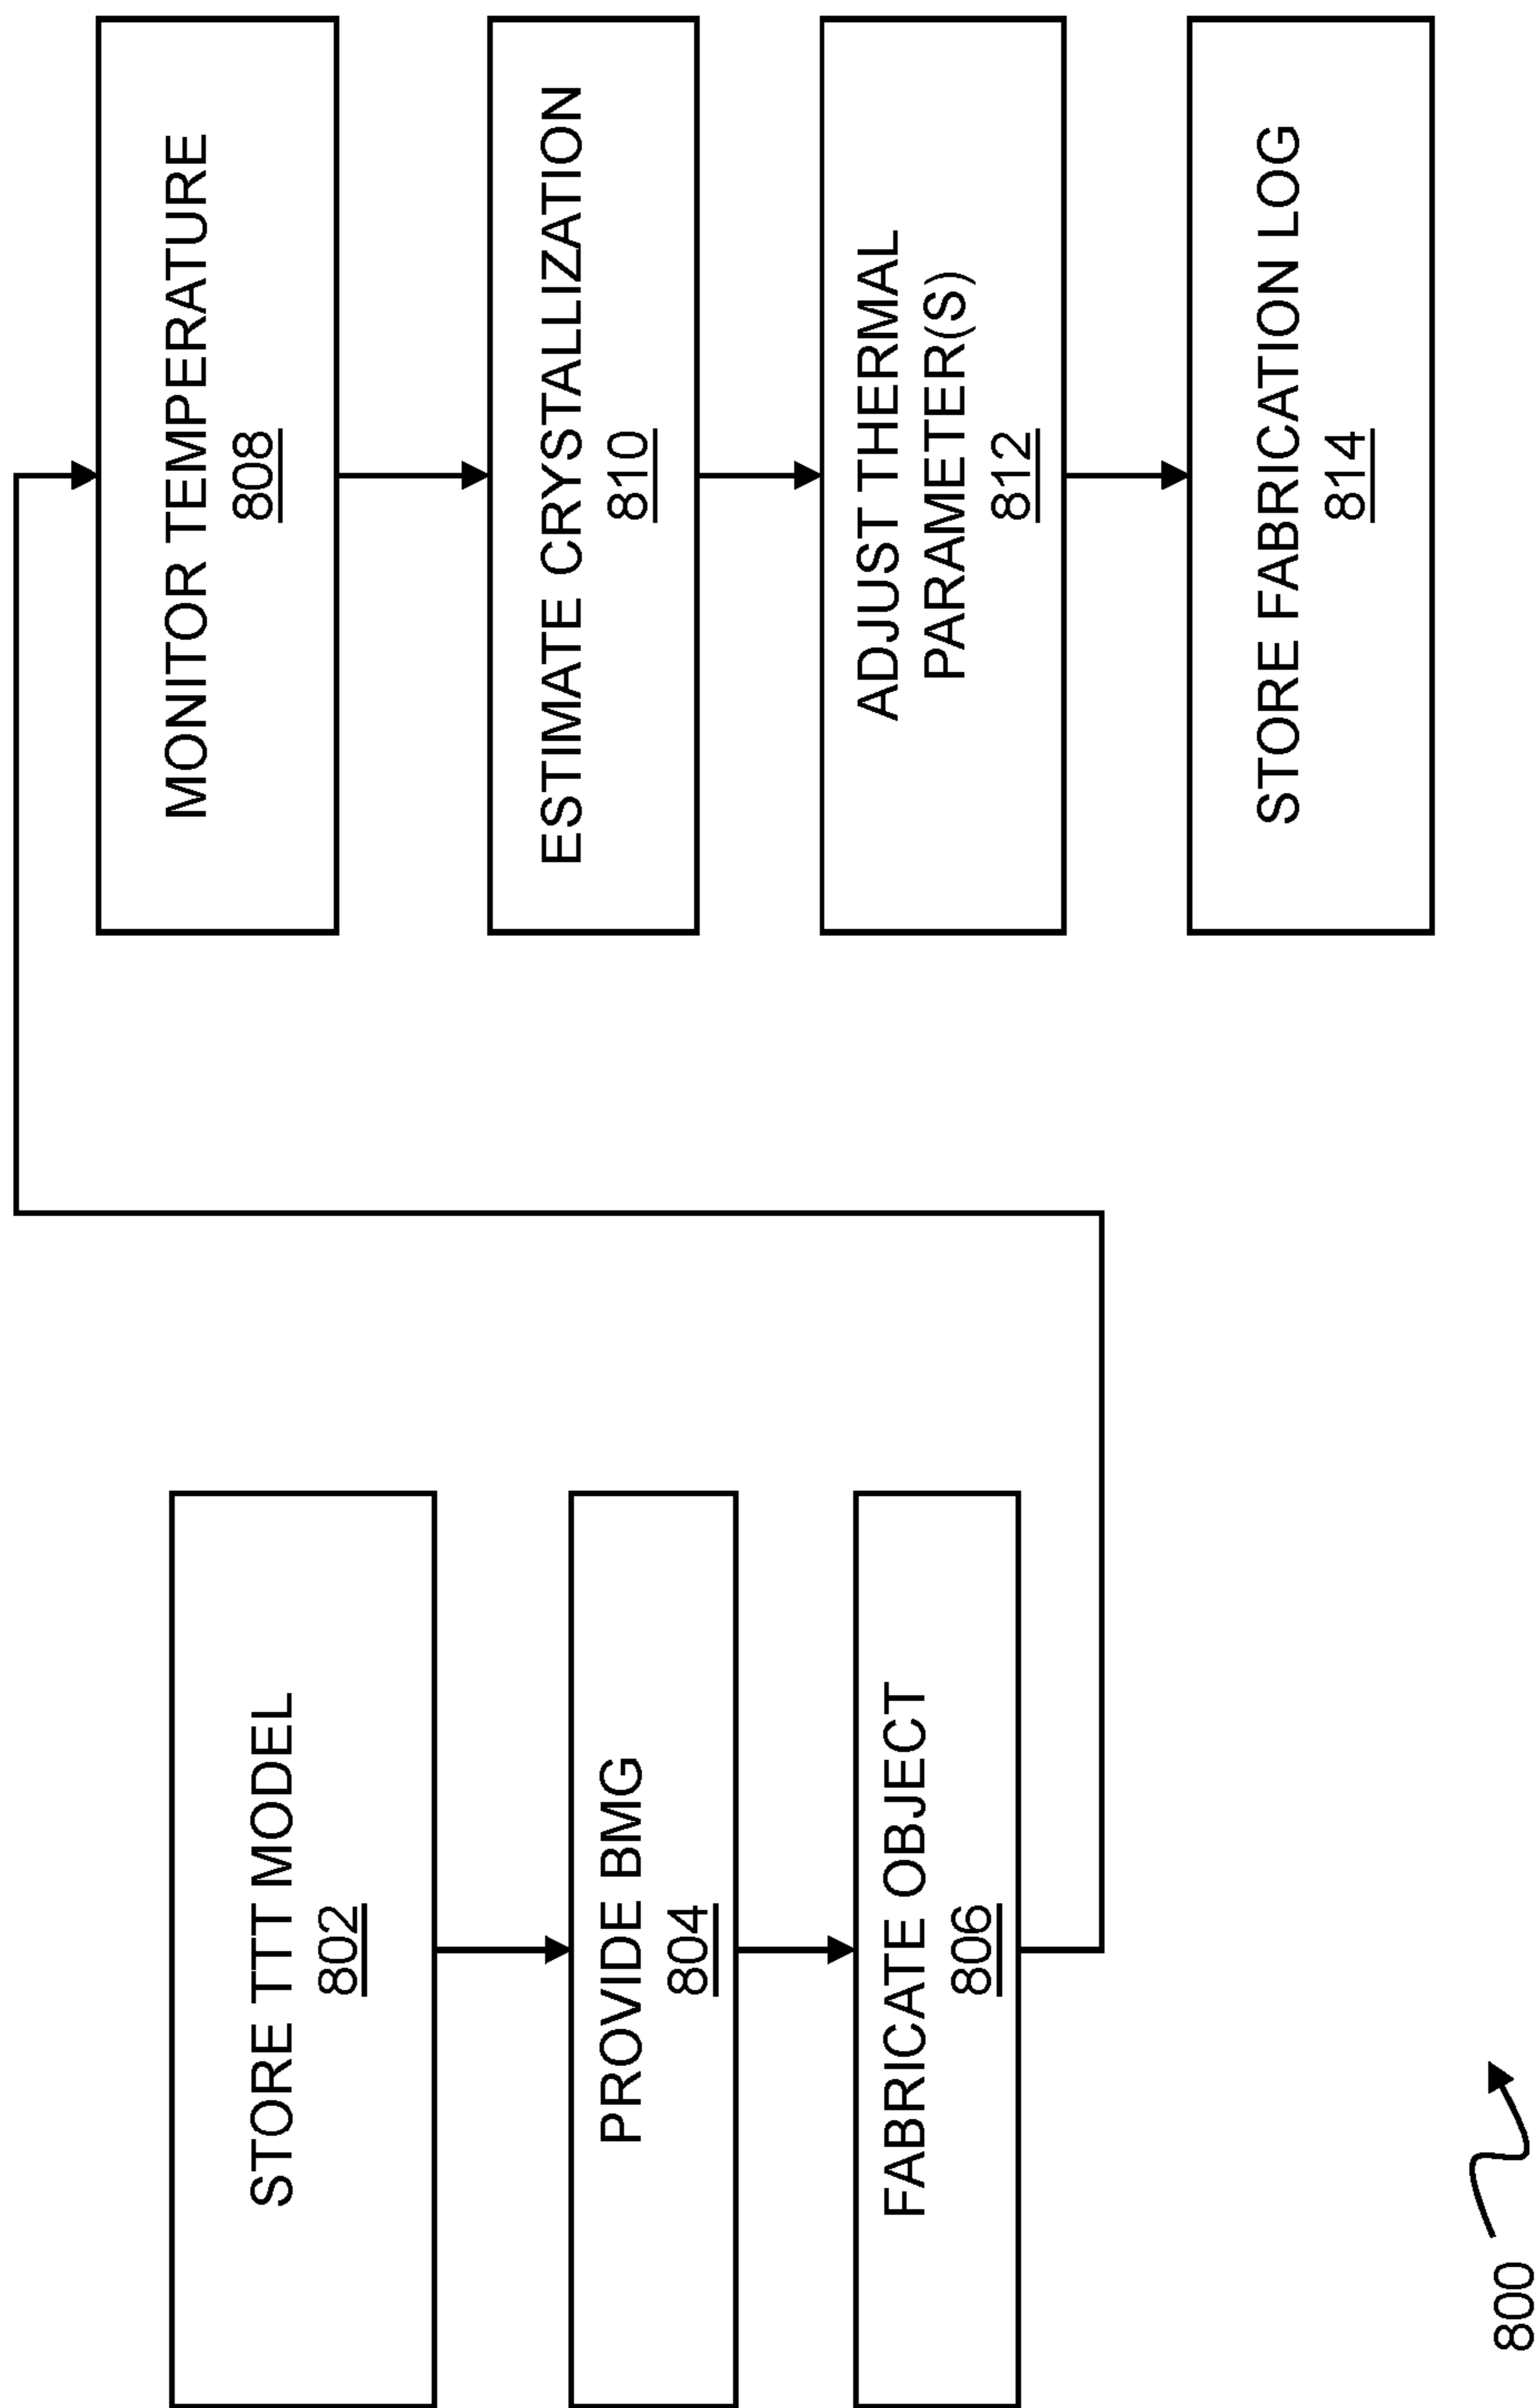 STORE TTT MODEL
802
PROVIDE BMG
804
FABRICATE OBJECT
806
MONITOR TEMPERATURE
808
ESTIMATE CRYSTALLIZATION
810
ADJUST THERMAL
PARAMETER(S)
812
STORE FABRICATION LOG
814
800